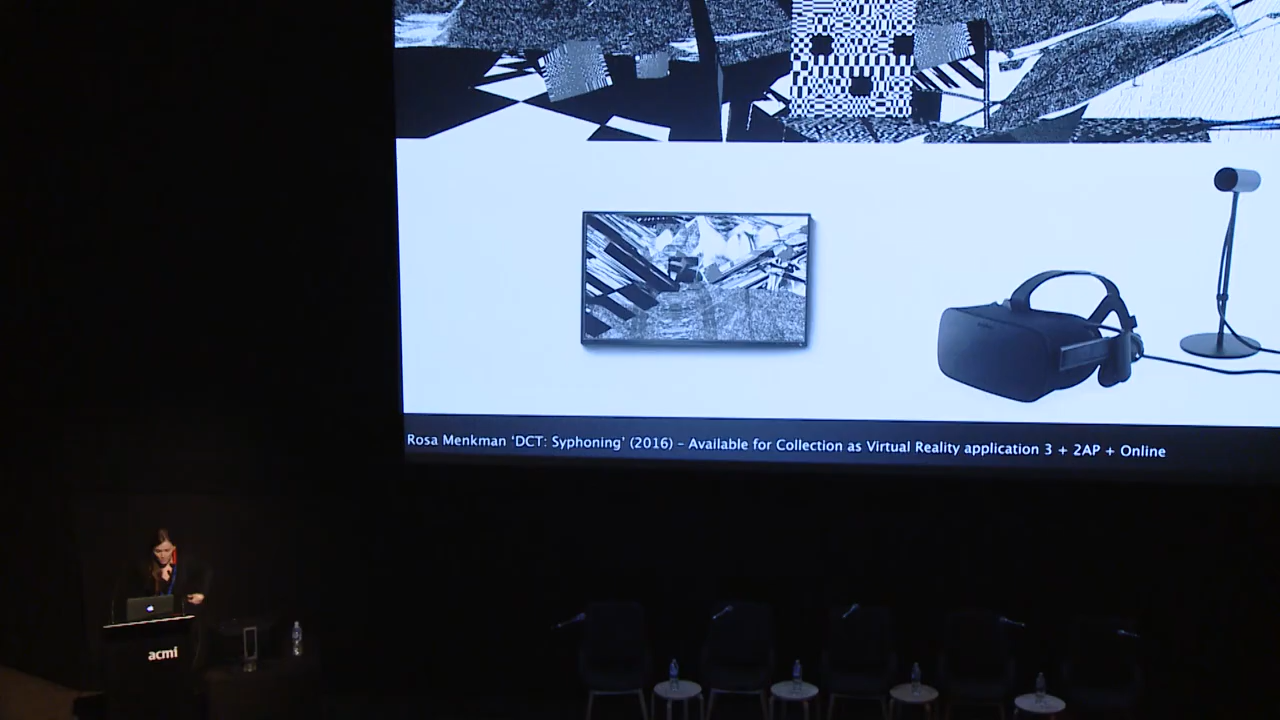 Rosa Menkman ‘DCT: Syphoning’ (2016) – Available for Collection as Virtual Reality application 3 + 2AP + Online
acmi